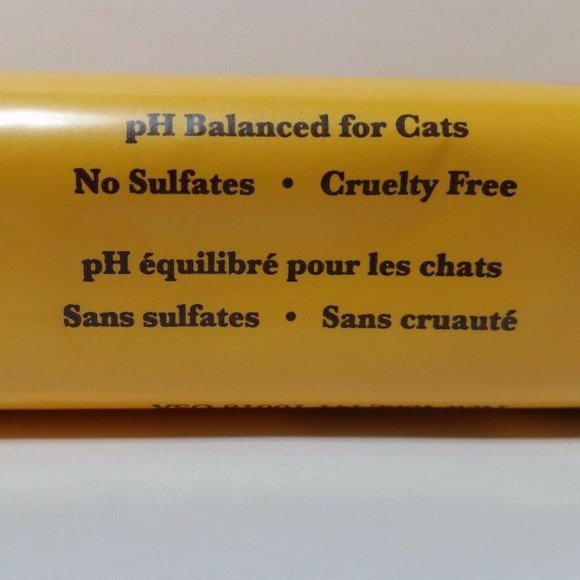 pH Balanced for Cats
No Sulfates • Cruelty Free
pH équilibré pour les chats
Sans sulfates • Sans cruauté